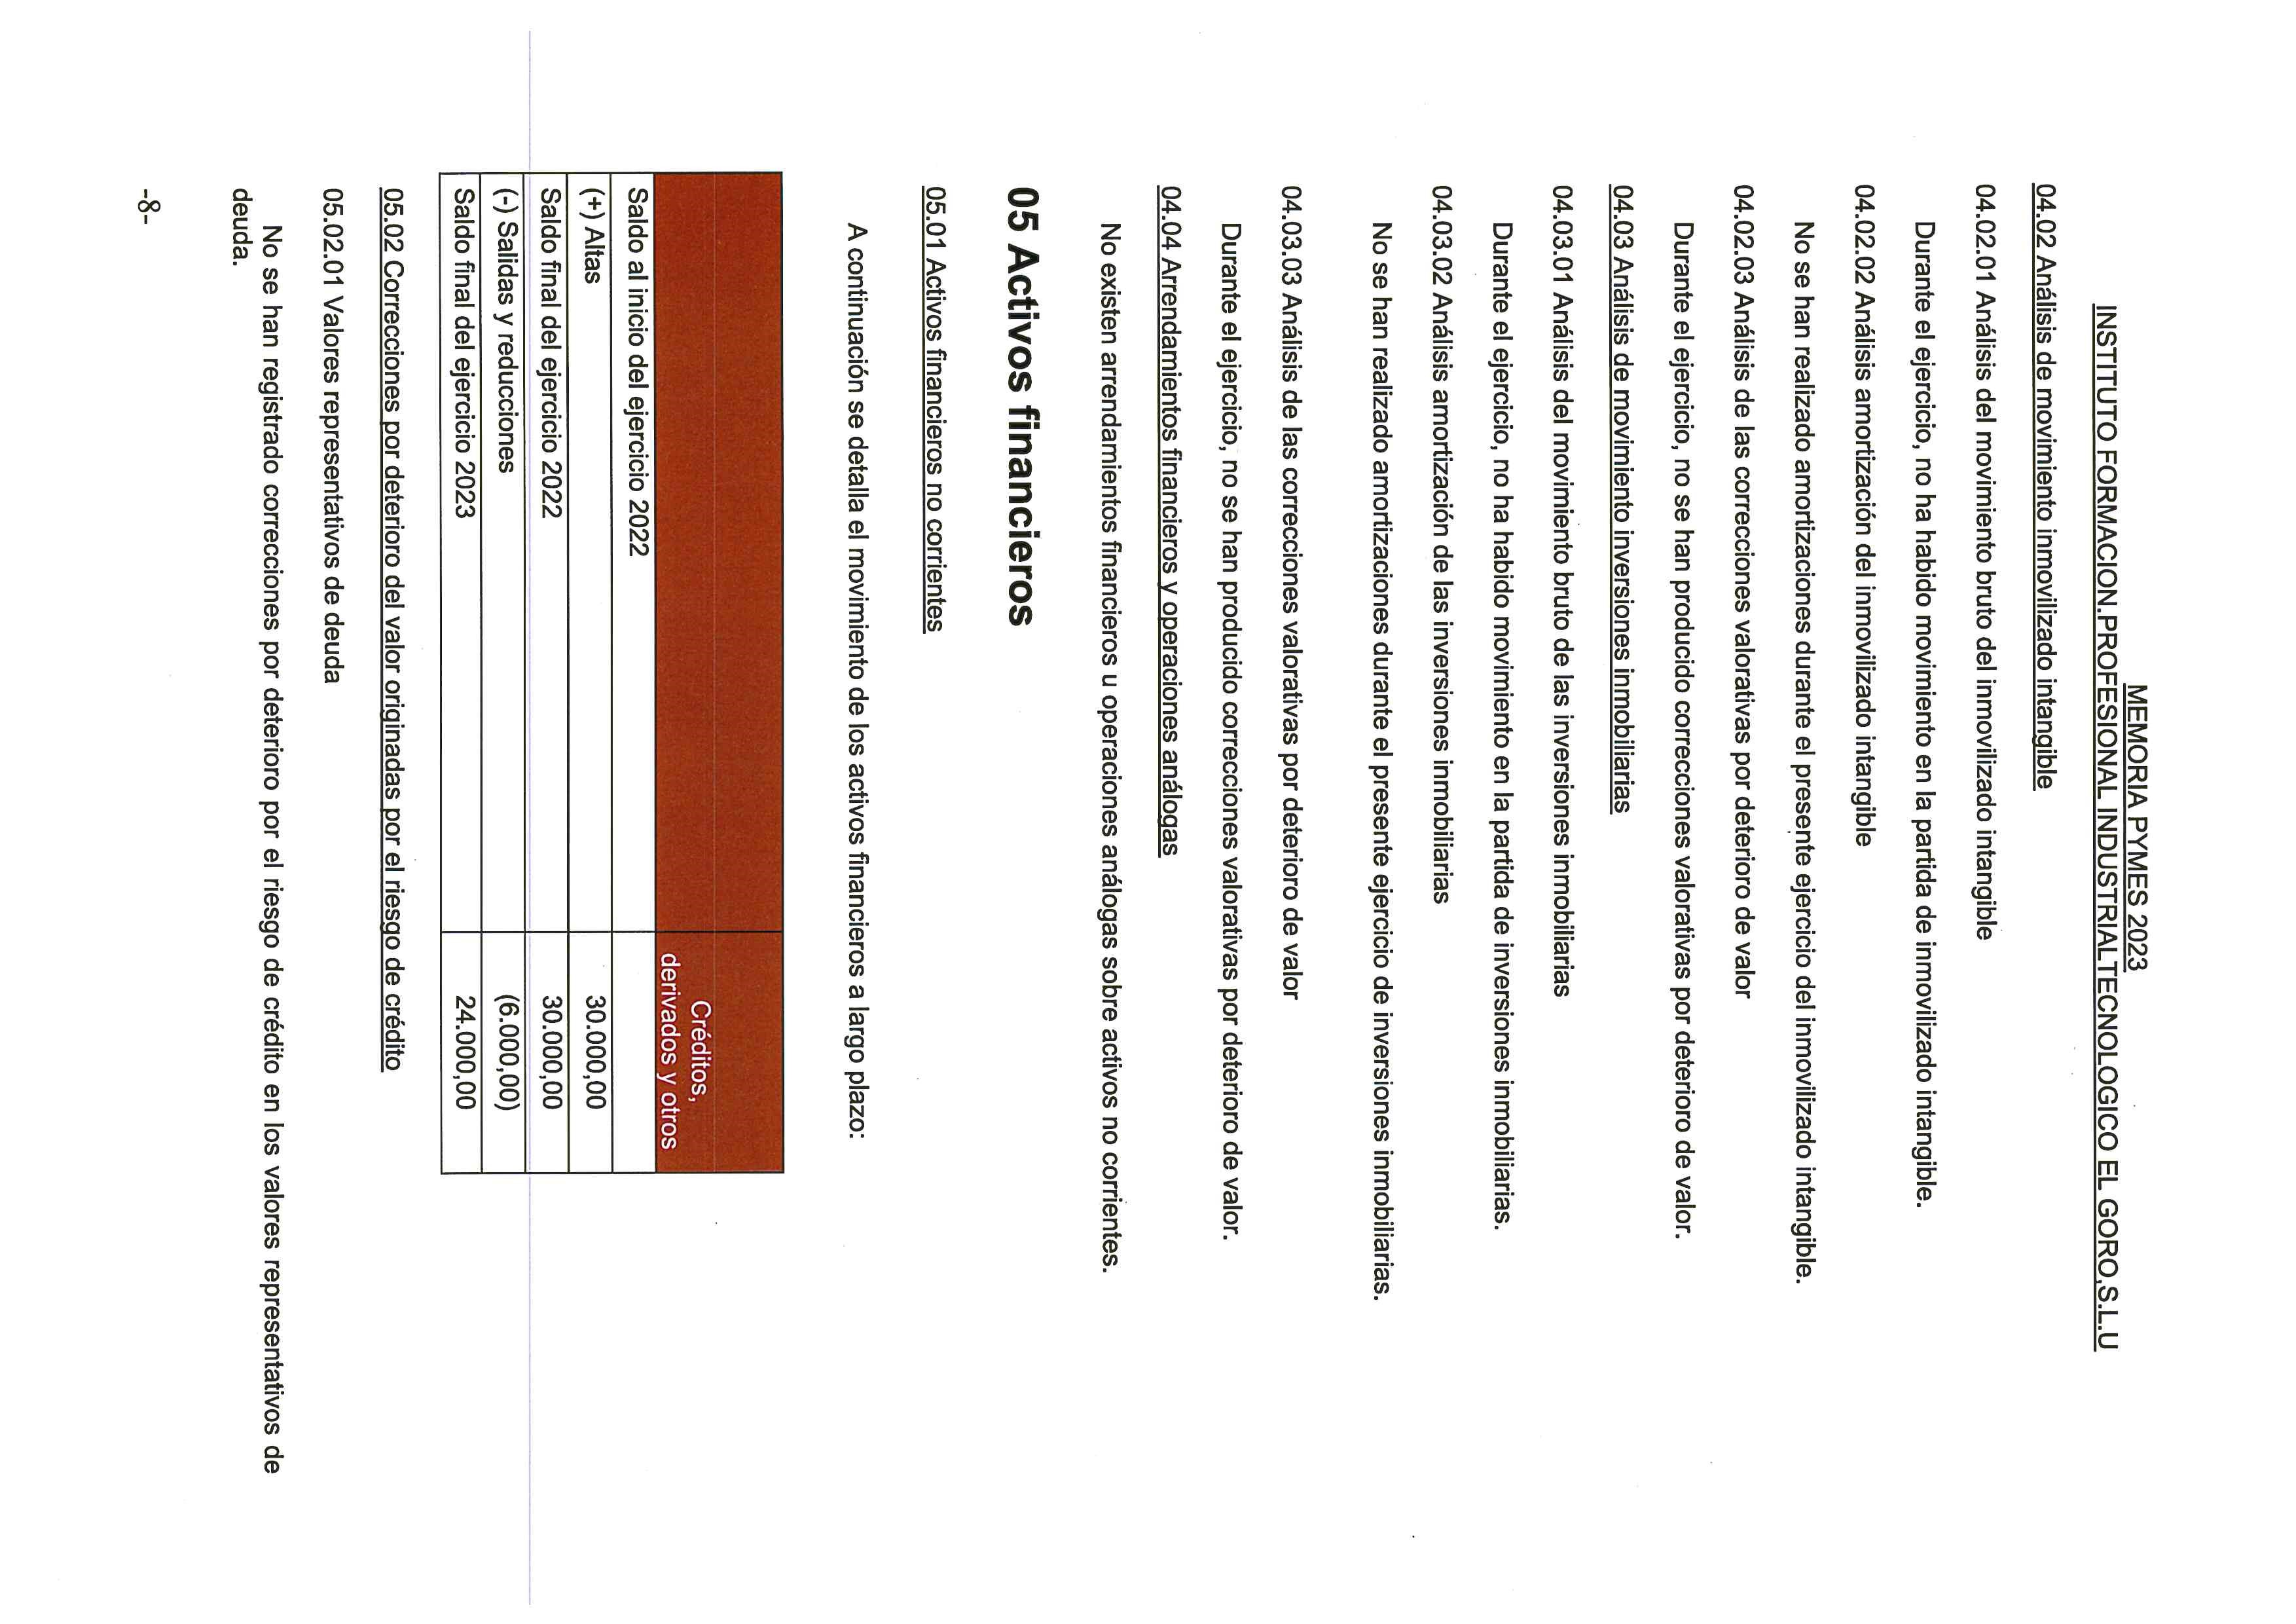 MEMORIA PYMES 2023
INSTITUTO FORMACION.PROFESIONAL INDUSTRIALTECNOLOGICO EL GORO,S.L.U
04.02 Análisis de movimiento inmovilizado intangible
04.02.01 Análisis del movimiento bruto del inmovilizado intangible
Durante el ejercicio, no ha habido movimiento en la partida de inmovilizado intangible.
04.02.02 Análisis amortización del inmovilizado intangible
No se han realizado amortizaciones durante el presente ejercicio del inmovilizado intangible.
04.02.03 Análisis de las correcciones valorativas por deterioro de valor
Durante el ejercicio, no se han producido correcciones valorativas por deterioro de valor.
04.03 Análisis de movimiento inversiones inmobiliarias
04.03.01 Análisis del movimiento bruto de las inversiones inmobiliarias
Durante el ejercicio, no ha habido movimiento en la partida de inversiones inmobiliarias.
04.03.02 Análisis amortización de las inversiones inmobiliarias
No se han realizado amortizaciones durante el presente ejercicio de inversiones inmobiliarias.
04.03.03 Análisis de las correcciones valorativas por deterioro de valor
Durante el ejercicio, no se han producido correcciones valorativas por deterioro de valor.
04.04 Arrendamientos financieros y operaciones análogas
No existen arrendamientos financieros u operaciones análogas sobre activos no corrientes.
05 Activos financieros
05.01 Activos financieros no corrientes
A continuación se detalla el movimiento de los activos financieros a largo plazo:
Créditos,
derivados y otros
Saldo al inicio del ejercicio 2022
(+) Altas 30.000,00
Saldo final del ejercicio 2022 30.000,00
(-) Salidas y reducciones (6.000,00)
Saldo final del ejercicio 2023 24.000,00
05.02 Correcciones por deterioro del valor originadas por el riesgo de crédito
05.02.01 Valores representativos de deuda
No se han registrado correcciones por deterioro por el riesgo de crédito en los valores representativos de
deuda.
-8-